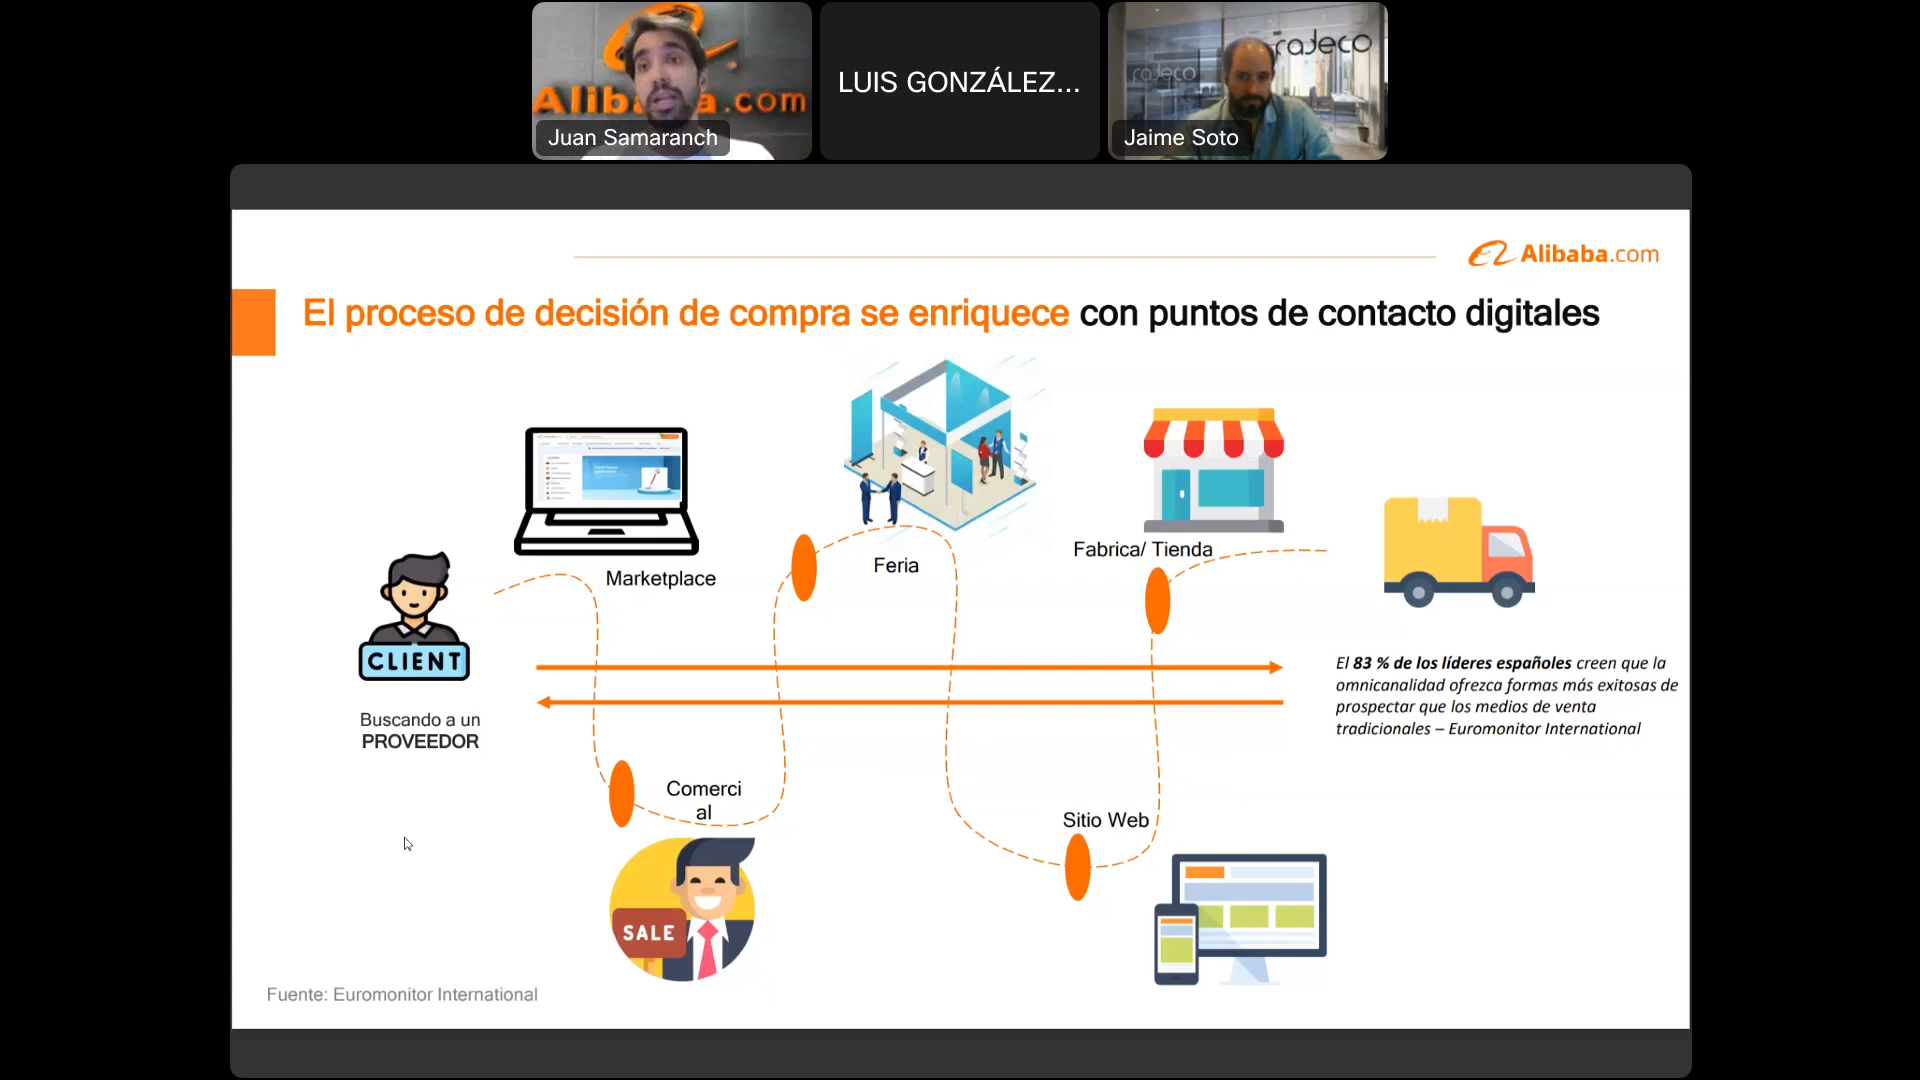 Alibaba.com
Juan Samaranch
LUIS GONZÁLEZ...
rajeco
rajeco
Jaime Soto
Alibaba.com
El proceso de decisión de compra se enriquece con puntos de contacto digitales
Marketplace
Feria
Fabrica/ Tienda
CLIENT
Buscando a un
PROVEEDOR
El 83 % de los líderes españoles creen que la
omnicanalidad ofrezca formas más exitosas de
prospectar que los medios de venta
tradicionales – Euromonitor International
Comerci
al
Sitio Web
SALE
Fuente: Euromonitor International